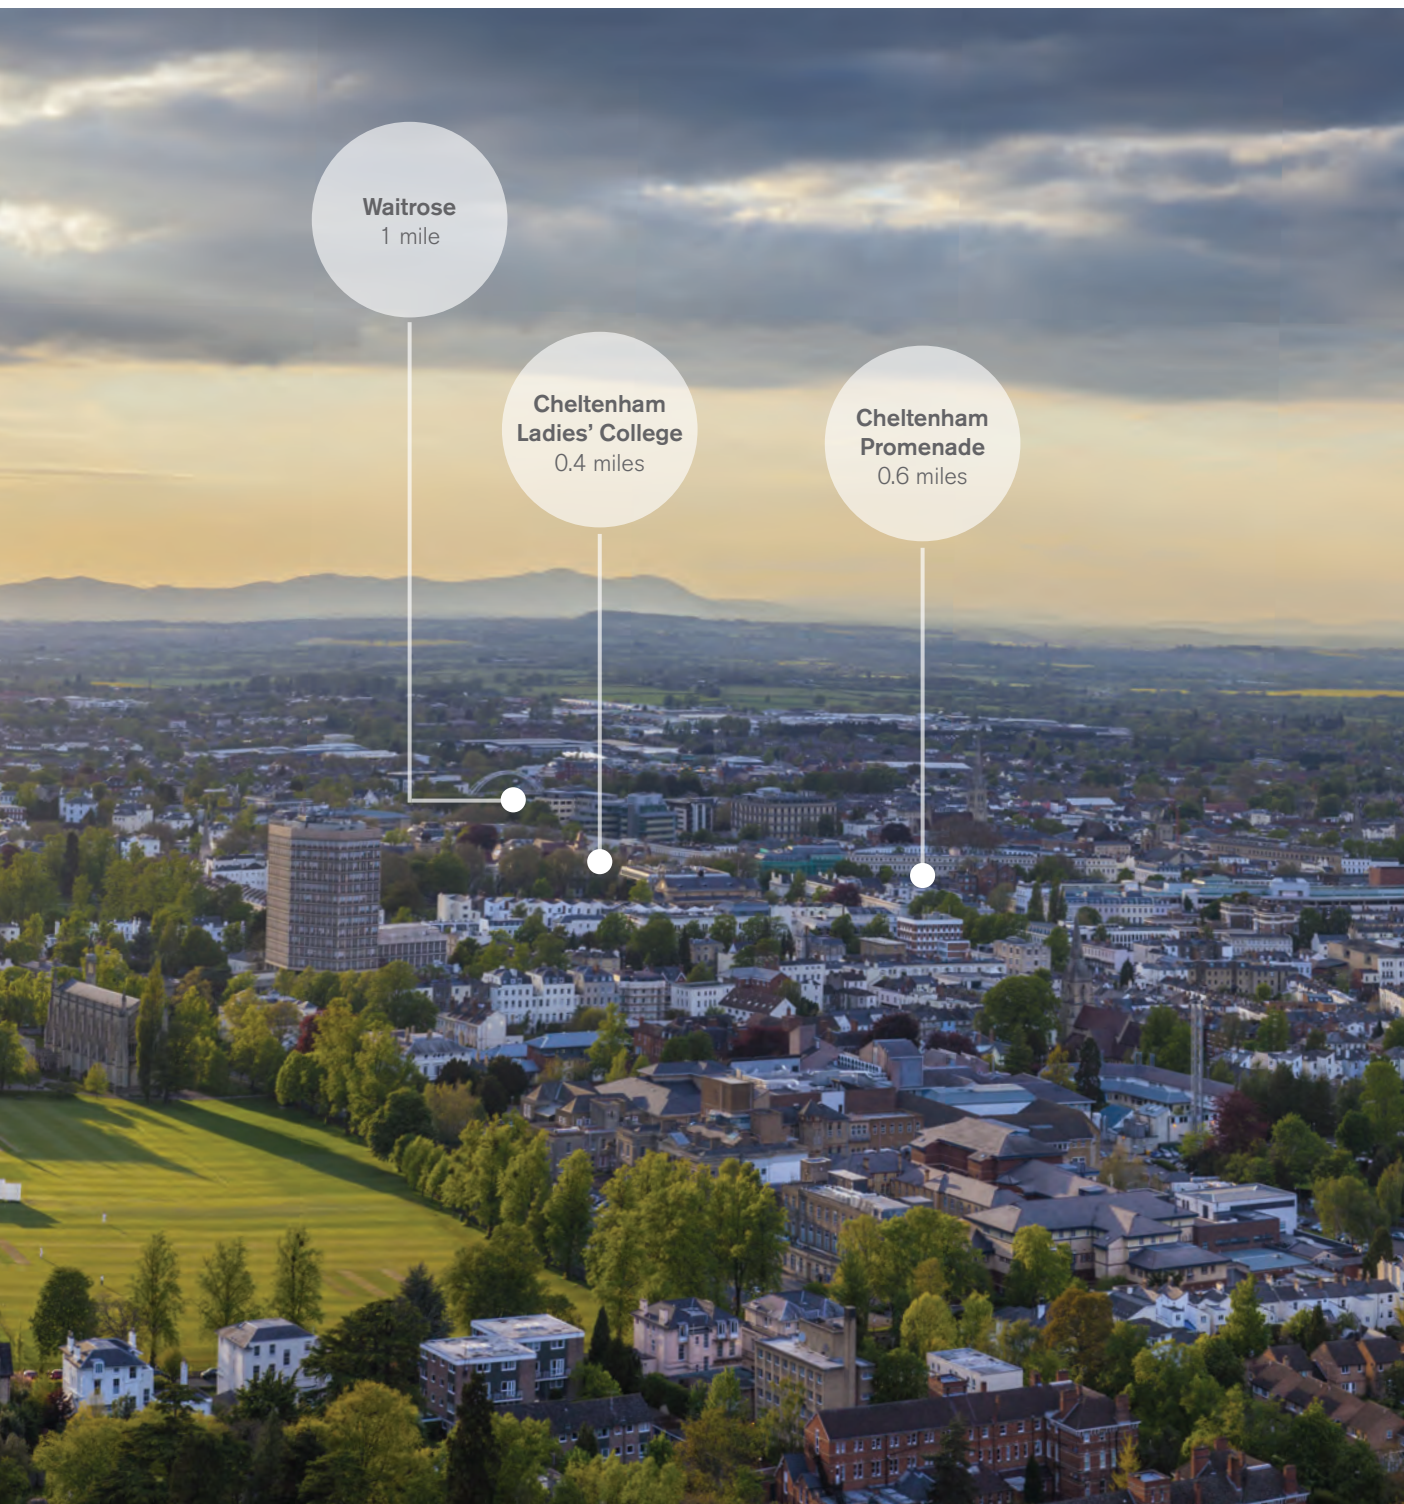 Waitrose
1 mile
Cheltenham
Ladies’ College
0.4 miles
Cheltenham
Promenade
0.6 miles